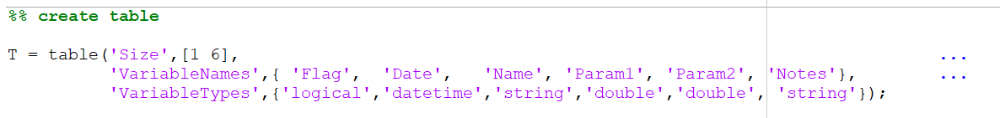 %% create table
T = table('Size',[1 6], ...
'VariableNames',{ 'Flag', 'Date', 'Name', 'Param1', 'Param2', 'Notes'}, ...
'VariableTypes',{'logical','datetime','string','double','double', 'string'});